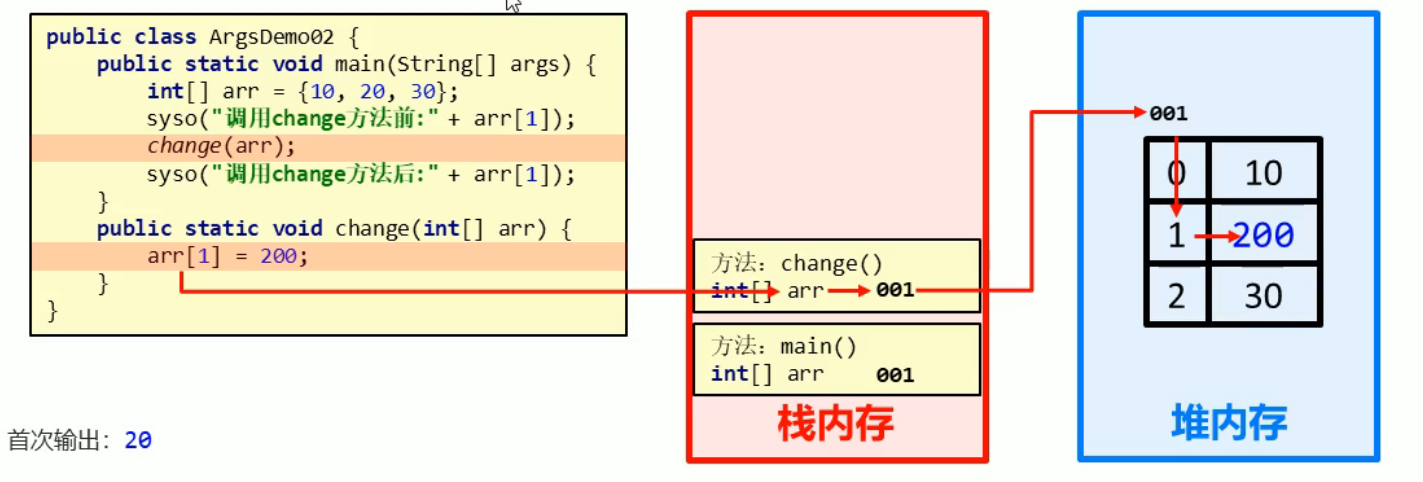 public class ArgsDemo02 {
public static void main(String[] args) {
int[] arr = {10, 20, 30};
syso("调用change方法前:" + arr[1]);
change(arr);
syso("调用change方法后:" + arr[1]);
}
public static void change(int[] arr) {
arr[1] = 200;
}
}
首次输出：20
方法：change()
int[] arr 001
方法：main()
int[] arr 001
栈内存
001
0 10
1 200
2 30
堆内存